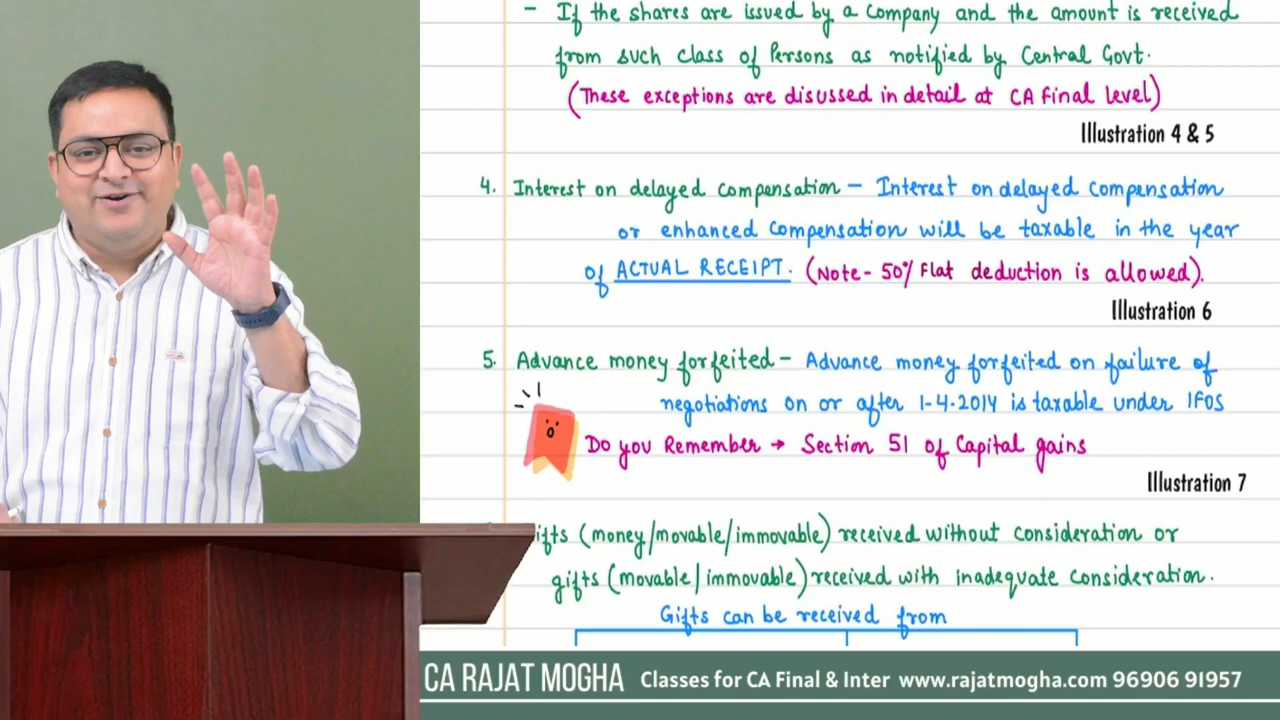 - If the shares are issued by a Company and the amount is received
from such class of Persons as notified by Central Govt.
(These exceptions are discussed in detail at CA Final level)
Illustration 4 & 5
4. Interest on delayed compensation - Interest on delayed compensation
or enhanced compensation will be taxable in the year
of ACTUAL RECEIPT. (Note- 50% Flat deduction is allowed).
Illustration 6
5. Advance money forfeited - Advance money forfeited on failure of
negotiations on or after 1-4-2014 is taxable under IFOS
Do you Remember → Section 51 of Capital gains
Illustration 7
ifts (money/movable/immovable) received without consideration or
gifts (movable/immovable) received with inadequate consideration.
Gifts can be received from
CA RAJAT MOGHA Classes for CA Final & Inter www.rajatmogha.com 96906 91957